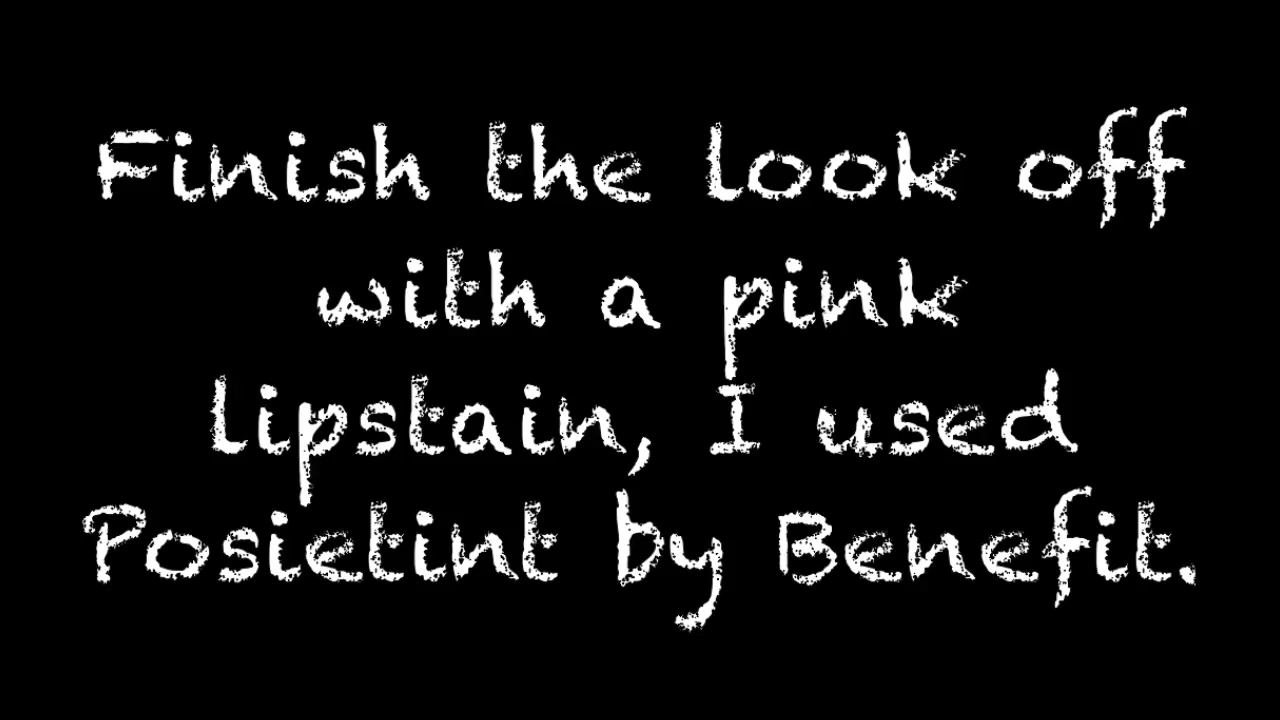 Finish the look off
with a pink
lipstain, I used
Posietint by Benefit.